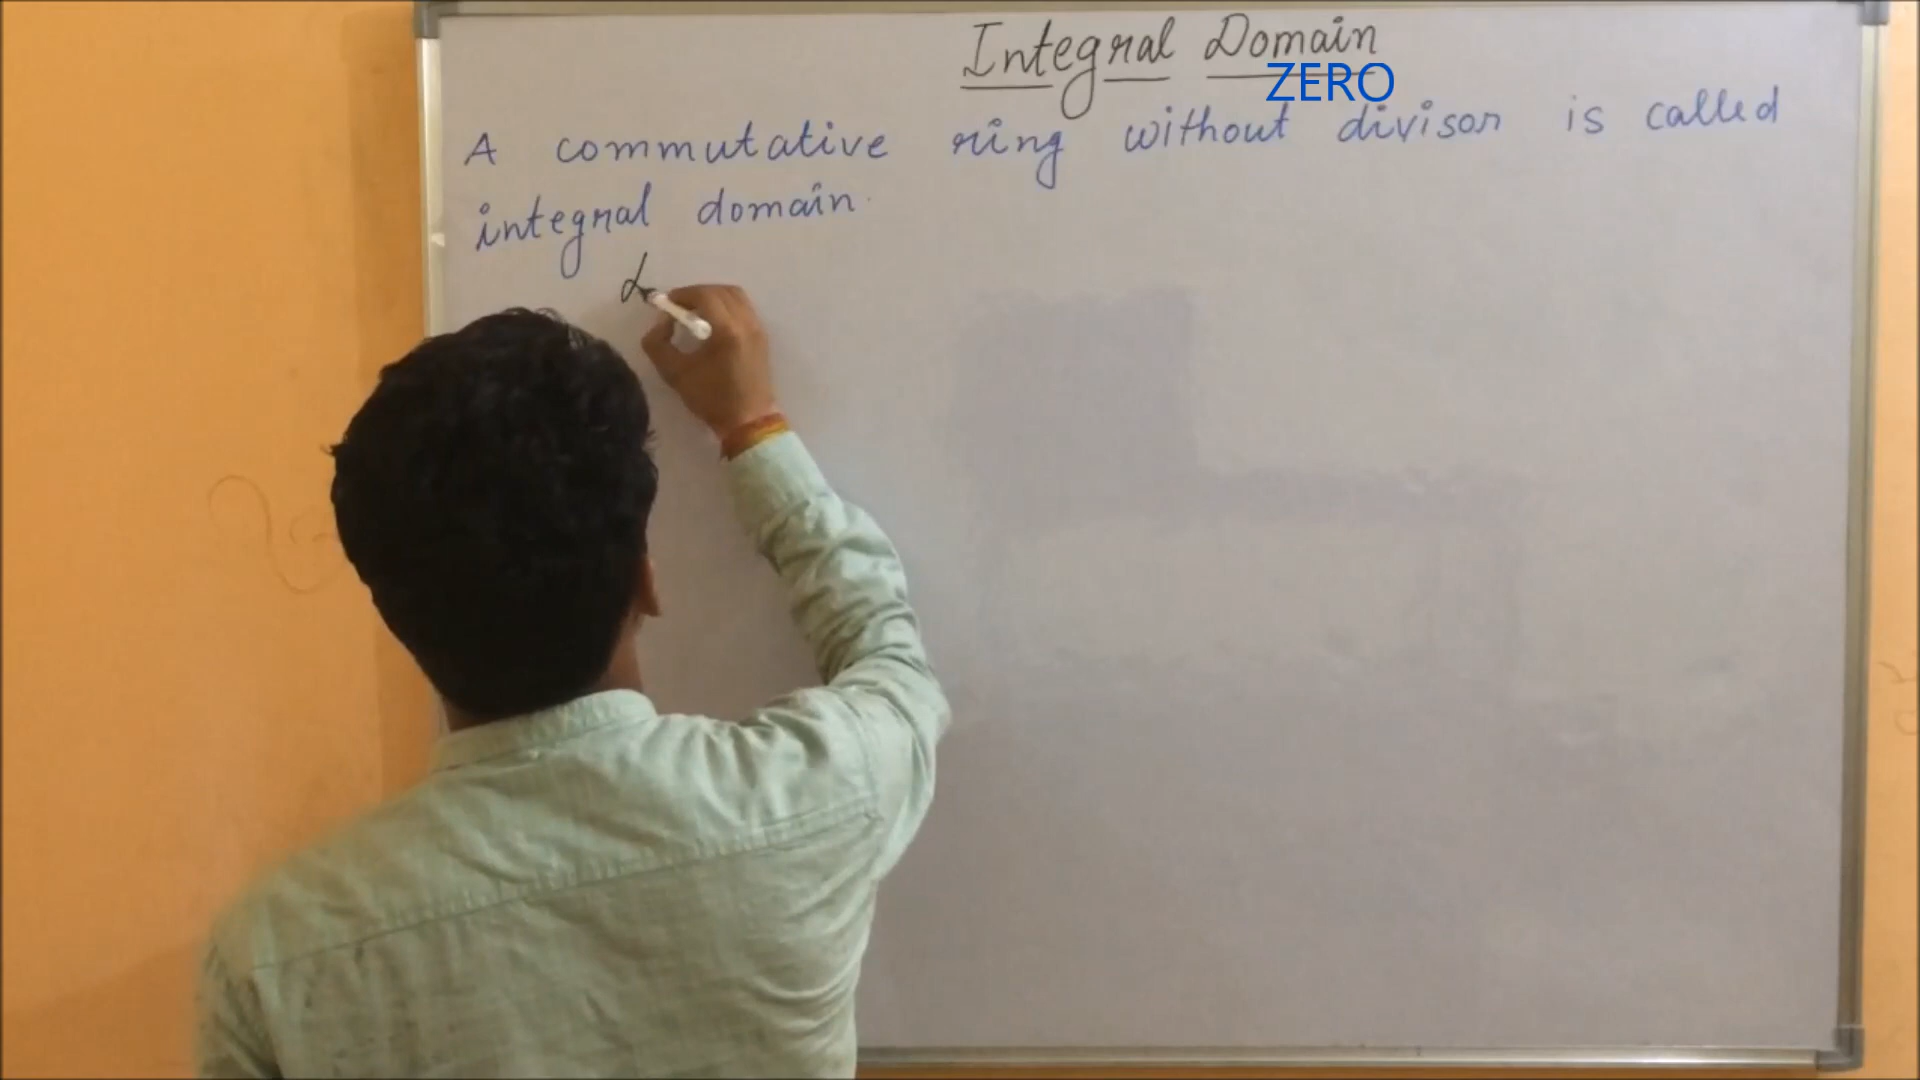 Integral Domain
ZERO
A commutative ring without divisor is called
integral domain.